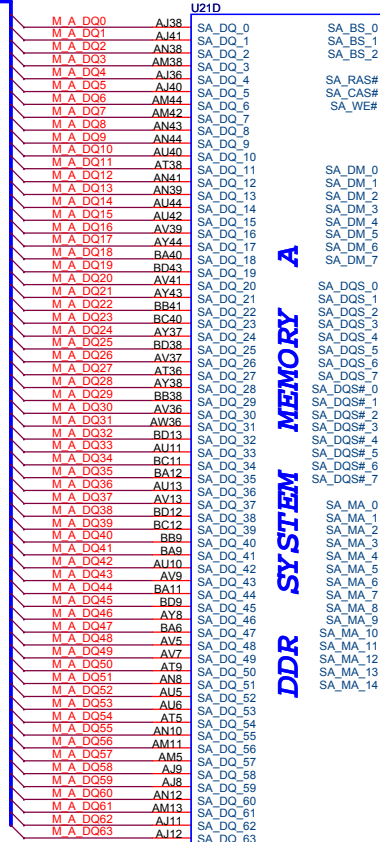 U21D
M_A_DQ0 AJ38 SA_DQ_0 SA_BS_0
M_A_DQ1 AJ41 SA_DQ_1 SA_BS_1
M_A_DQ2 AN38 SA_DQ_2 SA_BS_2
M_A_DQ3 AM38 SA_DQ_3
M_A_DQ4 AJ36 SA_DQ_4 SA_RAS#
M_A_DQ5 AJ40 SA_DQ_5 SA_CAS#
M_A_DQ6 AM44 SA_DQ_6 SA_WE#
M_A_DQ7 AM42 SA_DQ_7
M_A_DQ8 AN43 SA_DQ_8
M_A_DQ9 AN44 SA_DQ_9
M_A_DQ10 AU40 SA_DQ_10
M_A_DQ11 AT38 SA_DQ_11 SA_DM_0
M_A_DQ12 AN41 SA_DQ_12 SA_DM_1
M_A_DQ13 AN39 SA_DQ_13 SA_DM_2
M_A_DQ14 AU44 SA_DQ_14 SA_DM_3
M_A_DQ15 AU42 SA_DQ_15 SA_DM_4
M_A_DQ16 AV39 SA_DQ_16 SA_DM_5
M_A_DQ17 AY44 SA_DQ_17 SA_DM_6
M_A_DQ18 BA40 SA_DQ_18 SA_DM_7
M_A_DQ19 BD43 SA_DQ_19
M_A_DQ20 AV41 SA_DQ_20 SA_DQS_0
M_A_DQ21 AY43 SA_DQ_21 SA_DQS_1
M_A_DQ22 BB41 SA_DQ_22 SA_DQS_2
M_A_DQ23 BC40 SA_DQ_23 SA_DQS_3
M_A_DQ24 AY37 SA_DQ_24 SA_DQS_4
M_A_DQ25 BD38 SA_DQ_25 SA_DQS_5
M_A_DQ26 AV37 SA_DQ_26 SA_DQS_6
M_A_DQ27 AT36 SA_DQ_27 SA_DQS_7
M_A_DQ28 AY38 SA_DQ_28 SA_DQS#_0
M_A_DQ29 BB38 SA_DQ_29 SA_DQS#_1
M_A_DQ30 AV36 SA_DQ_30 SA_DQS#_2
M_A_DQ31 AW36 SA_DQ_31 SA_DQS#_3
M_A_DQ32 BD13 SA_DQ_32 SA_DQS#_4
M_A_DQ33 AU11 SA_DQ_33 SA_DQS#_5
M_A_DQ34 BC11 SA_DQ_34 SA_DQS#_6
M_A_DQ35 BA12 SA_DQ_35 SA_DQS#_7
M_A_DQ36 AU13 SA_DQ_36
M_A_DQ37 AV13 SA_DQ_37 SA_MA_0
M_A_DQ38 BD12 SA_DQ_38 SA_MA_1
M_A_DQ39 BC12 SA_DQ_39 SA_MA_2
M_A_DQ40 BB9 SA_DQ_40 SA_MA_3
M_A_DQ41 BA9 SA_DQ_41 SA_MA_4
M_A_DQ42 AU10 SA_DQ_42 SA_MA_5
M_A_DQ43 AV9 SA_DQ_43 SA_MA_6
M_A_DQ44 BA11 SA_DQ_44 SA_MA_7
M_A_DQ45 BD9 SA_DQ_45 SA_MA_8
M_A_DQ46 AY8 SA_DQ_46 SA_MA_9
M_A_DQ47 BA6 SA_DQ_47 SA_MA_10
M_A_DQ48 AV5 SA_DQ_48 SA_MA_11
M_A_DQ49 AV7 SA_DQ_49 SA_MA_12
M_A_DQ50 AT9 SA_DQ_50 SA_MA_13
M_A_DQ51 AN8 SA_DQ_51 SA_MA_14
M_A_DQ52 AU5 SA_DQ_52
M_A_DQ53 AU6 SA_DQ_53
M_A_DQ54 AT5 SA_DQ_54
M_A_DQ55 AN10 SA_DQ_55
M_A_DQ56 AM11 SA_DQ_56
M_A_DQ57 AM5 SA_DQ_57
M_A_DQ58 AJ9 SA_DQ_58
M_A_DQ59 AJ8 SA_DQ_59
M_A_DQ60 AN12 SA_DQ_60
M_A_DQ61 AM13 SA_DQ_61
M_A_DQ62 AJ11 SA_DQ_62
M_A_DQ63 AJ12 SA_DQ_63
DDR SYSTEM MEMORY A